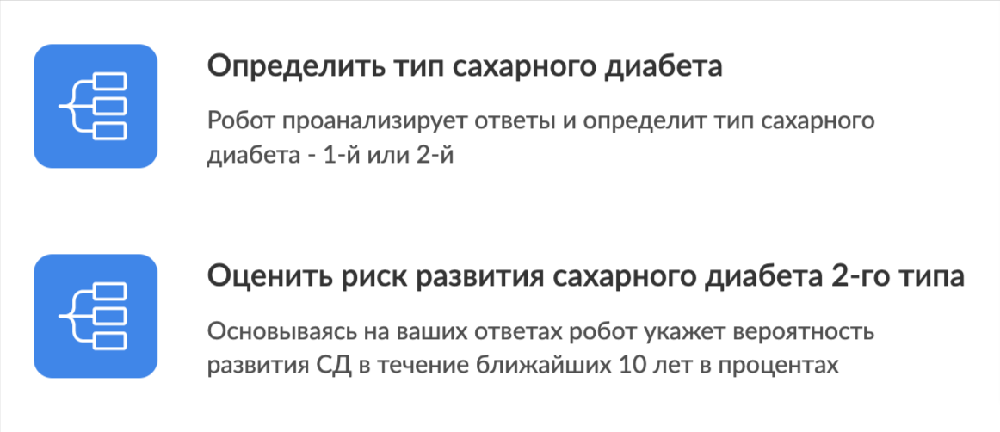 Определить тип сахарного диабета
Робот проанализирует ответы и определит тип сахарного
диабета - 1-й или 2-й
Оценить риск развития сахарного диабета 2-го типа
Основываясь на ваших ответах робот укажет вероятность
развития СД в течение ближайших 10 лет в процентах